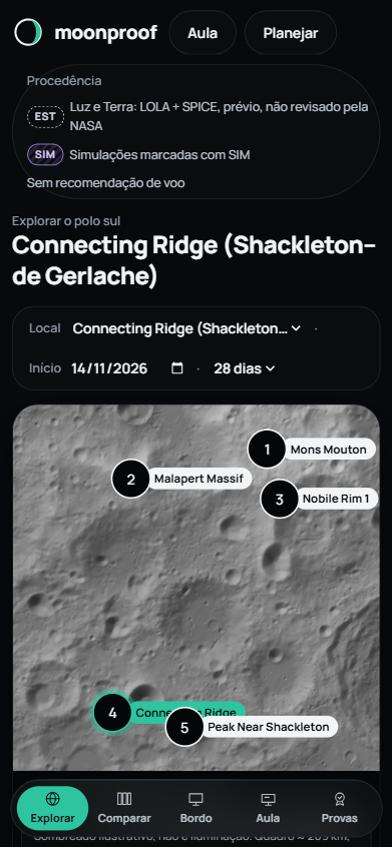 moonproof
Aula
Planejar
Procedência
EST Luz e Terra: LOLA + SPICE, prévio, não revisado pela
NASA
SIM Simulações marcadas com SIM
Sem recomendação de voo
Explorar o polo sul
Connecting Ridge (Shackleton–
de Gerlache)
Local Connecting Ridge (Shackleton... ·
Início 14/11/2026 · 28 dias
1 Mons Mouton
2 Malapert Massif
3 Nobile Rim 1
4 Connecting Ridge
5 Peak Near Shackleton
Explorar
Comparar
Bordo
Aula
Provas